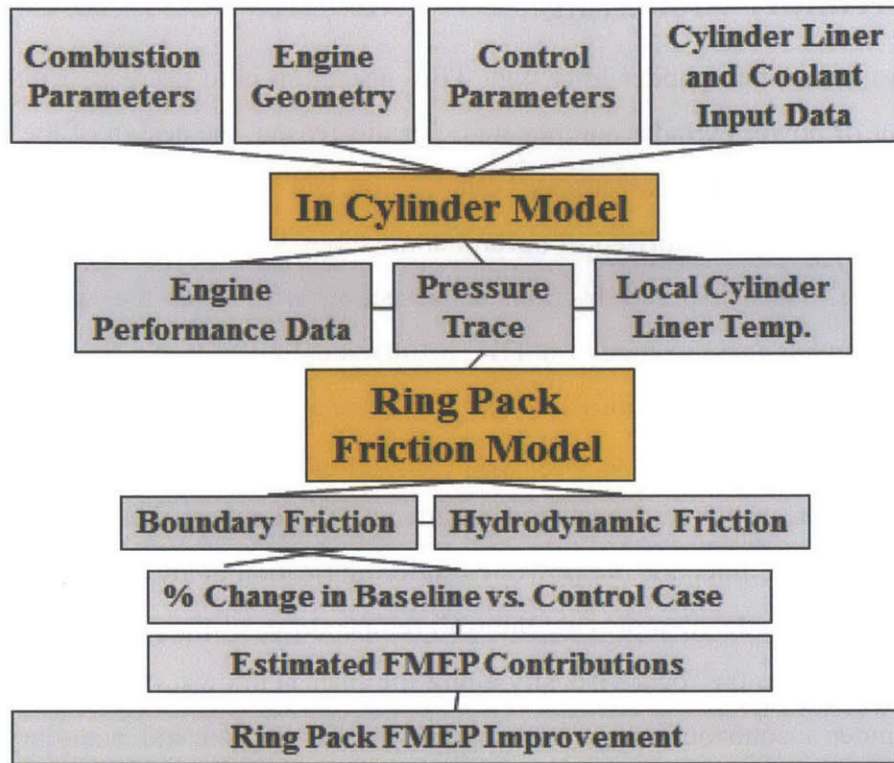 Combustion
Parameters
Engine
Geometry
Control
Parameters
Cylinder Liner
and Coolant
Input Data
In Cylinder Model
Engine
Performance Data
Pressure
Trace
Local Cylinder
Liner Temp.
Ring Pack
Friction Model
Boundary Friction
Hydrodynamic Friction
% Change in Baseline vs. Control Case
Estimated FMEP Contributions
Ring Pack FMEP Improvement